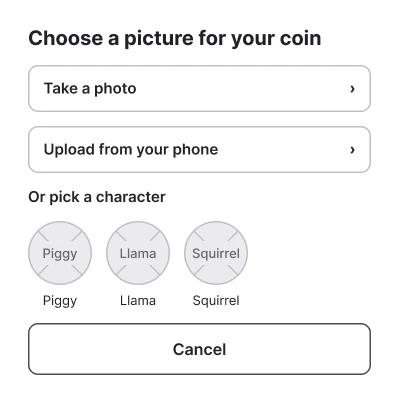 Choose a picture for your coin
Take a photo ›
Upload from your phone ›
Or pick a character
Piggy Llama Squirrel
Piggy Llama Squirrel
Cancel